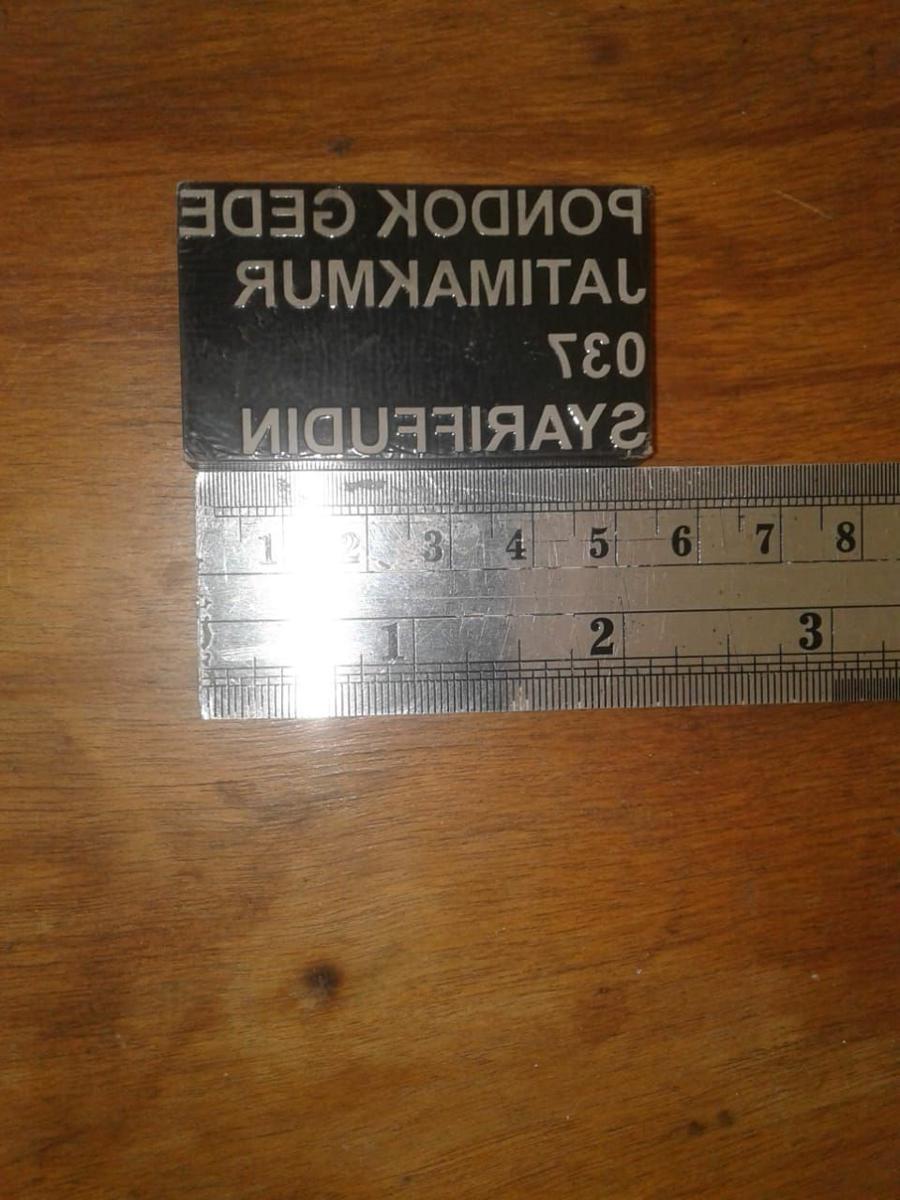 PONDOK GEDE
JATIMAKMUR
037
SYARIFFUDIN
1 2 3 4 5 6 7 8
1 2 3